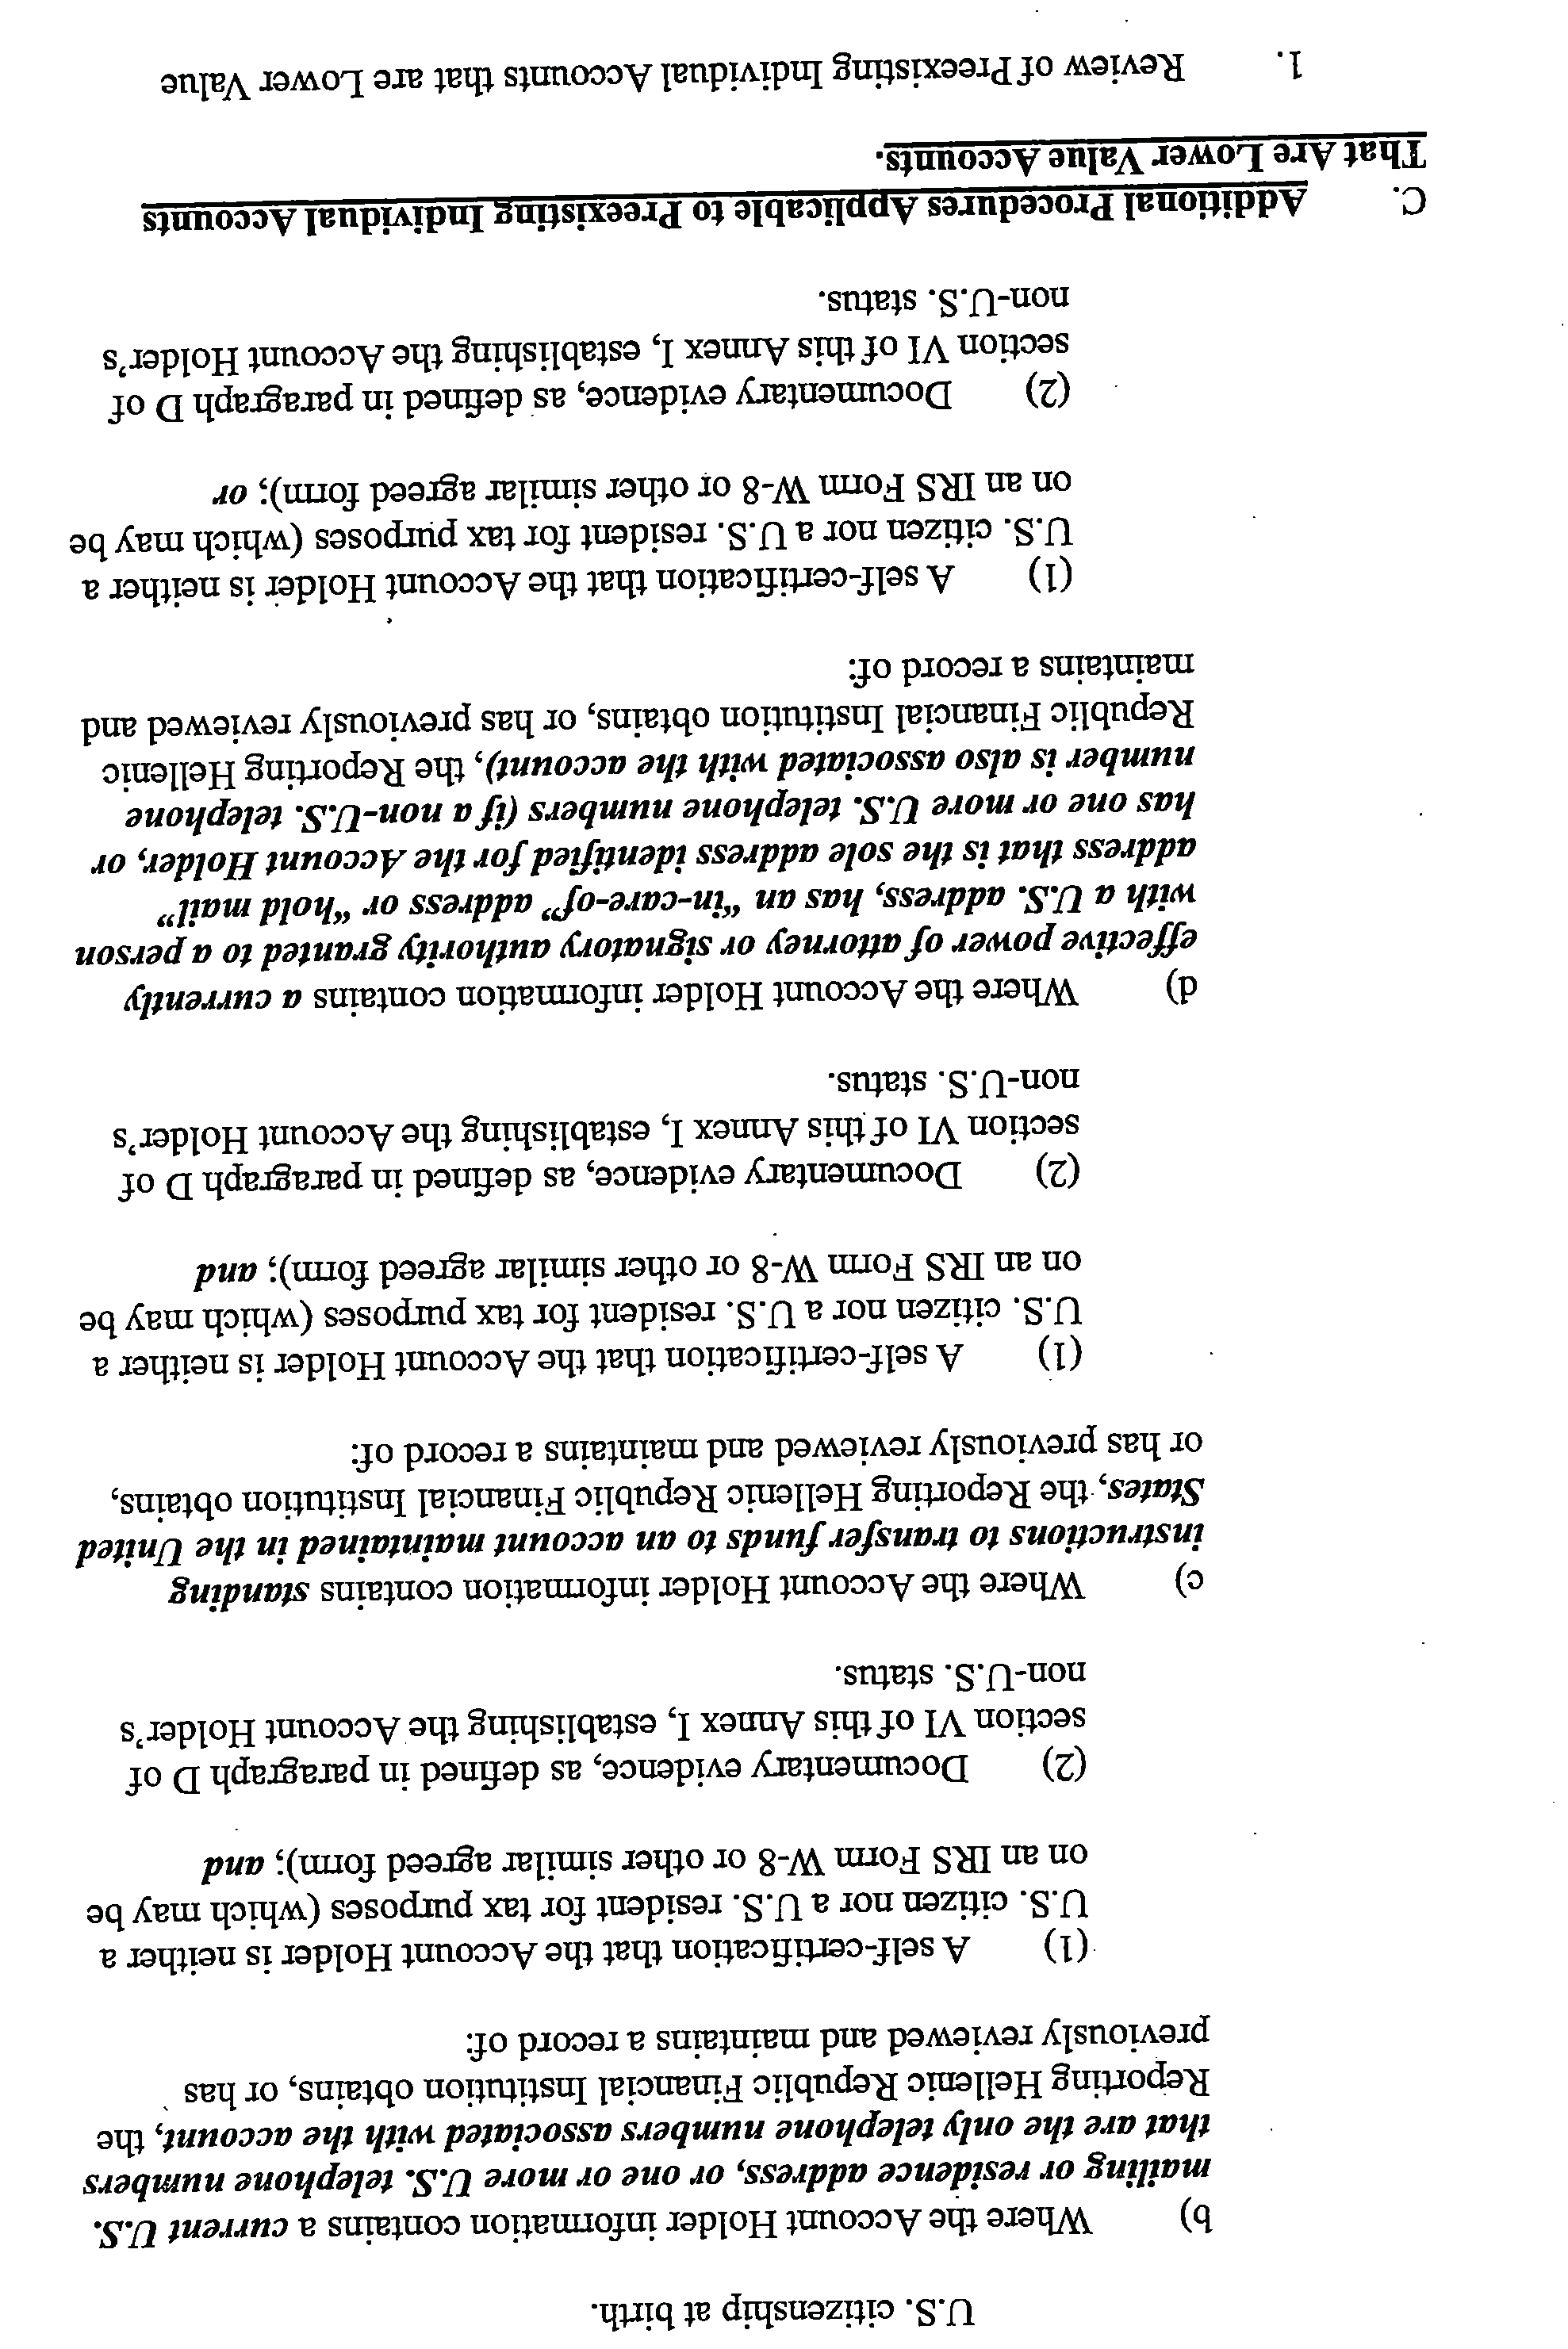 U.S. citizenship at birth.
b) Where the Account Holder information contains a current U.S.
mailing or residence address, or one or more U.S. telephone numbers
that are the only telephone numbers associated with the account, the
Reporting Hellenic Republic Financial Institution obtains, or has
previously reviewed and maintains a record of:
(1) A self-certification that the Account Holder is neither a
U.S. citizen nor a U.S. resident for tax purposes (which may be
on an IRS Form W-8 or other similar agreed form); and
(2) Documentary evidence, as defined in paragraph D of
section VI of this Annex I, establishing the Account Holder's
non-U.S. status.
c) Where the Account Holder information contains standing
instructions to transfer funds to an account maintained in the United
States, the Reporting Hellenic Republic Financial Institution obtains,
or has previously reviewed and maintains a record of:
(1) A self-certification that the Account Holder is neither a
U.S. citizen nor a U.S. resident for tax purposes (which may be
on an IRS Form W-8 or other similar agreed form); and
(2) Documentary evidence, as defined in paragraph D of
section VI of this Annex I, establishing the Account Holder's
non-U.S. status.
d) Where the Account Holder information contains a currently
effective power of attorney or signatory authority granted to a person
with a U.S. address, has an "in-care-of" address or "hold mail"
address that is the sole address identified for the Account Holder, or
has one or more U.S. telephone numbers (if a non-U.S. telephone
number is also associated with the account), the Reporting Hellenic
Republic Financial Institution obtains, or has previously reviewed and
maintains a record of:
(1) A self-certification that the Account Holder is neither a
U.S. citizen nor a U.S. resident for tax purposes (which may be
on an IRS Form W-8 or other similar agreed form); or
(2) Documentary evidence, as defined in paragraph D of
section VI of this Annex I, establishing the Account Holder's
non-U.S. status.
C. Additional Procedures Applicable to Preexisting Individual Accounts
That Are Lower Value Accounts.
1. Review of Preexisting Individual Accounts that are Lower Value